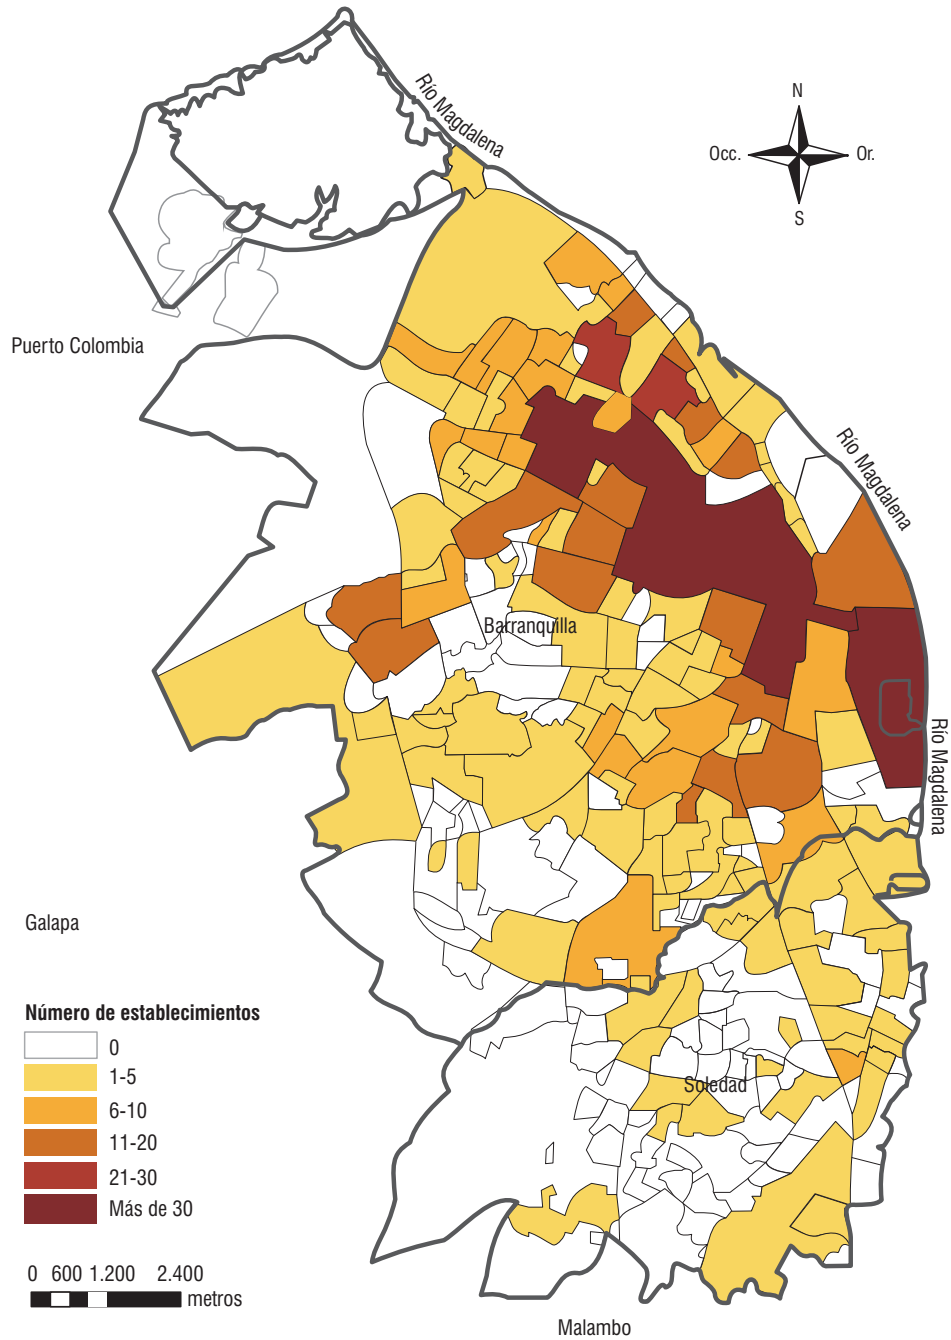 Río Magdalena
N
Occ.
Or.
S
Puerto Colombia
Río Magdalena
Barranquilla
Río Magdalena
Galapa
Número de establecimientos
0
1-5
6-10
11-20
21-30
Más de 30
Soledad
0 600 1.200 2.400
metros
Malambo